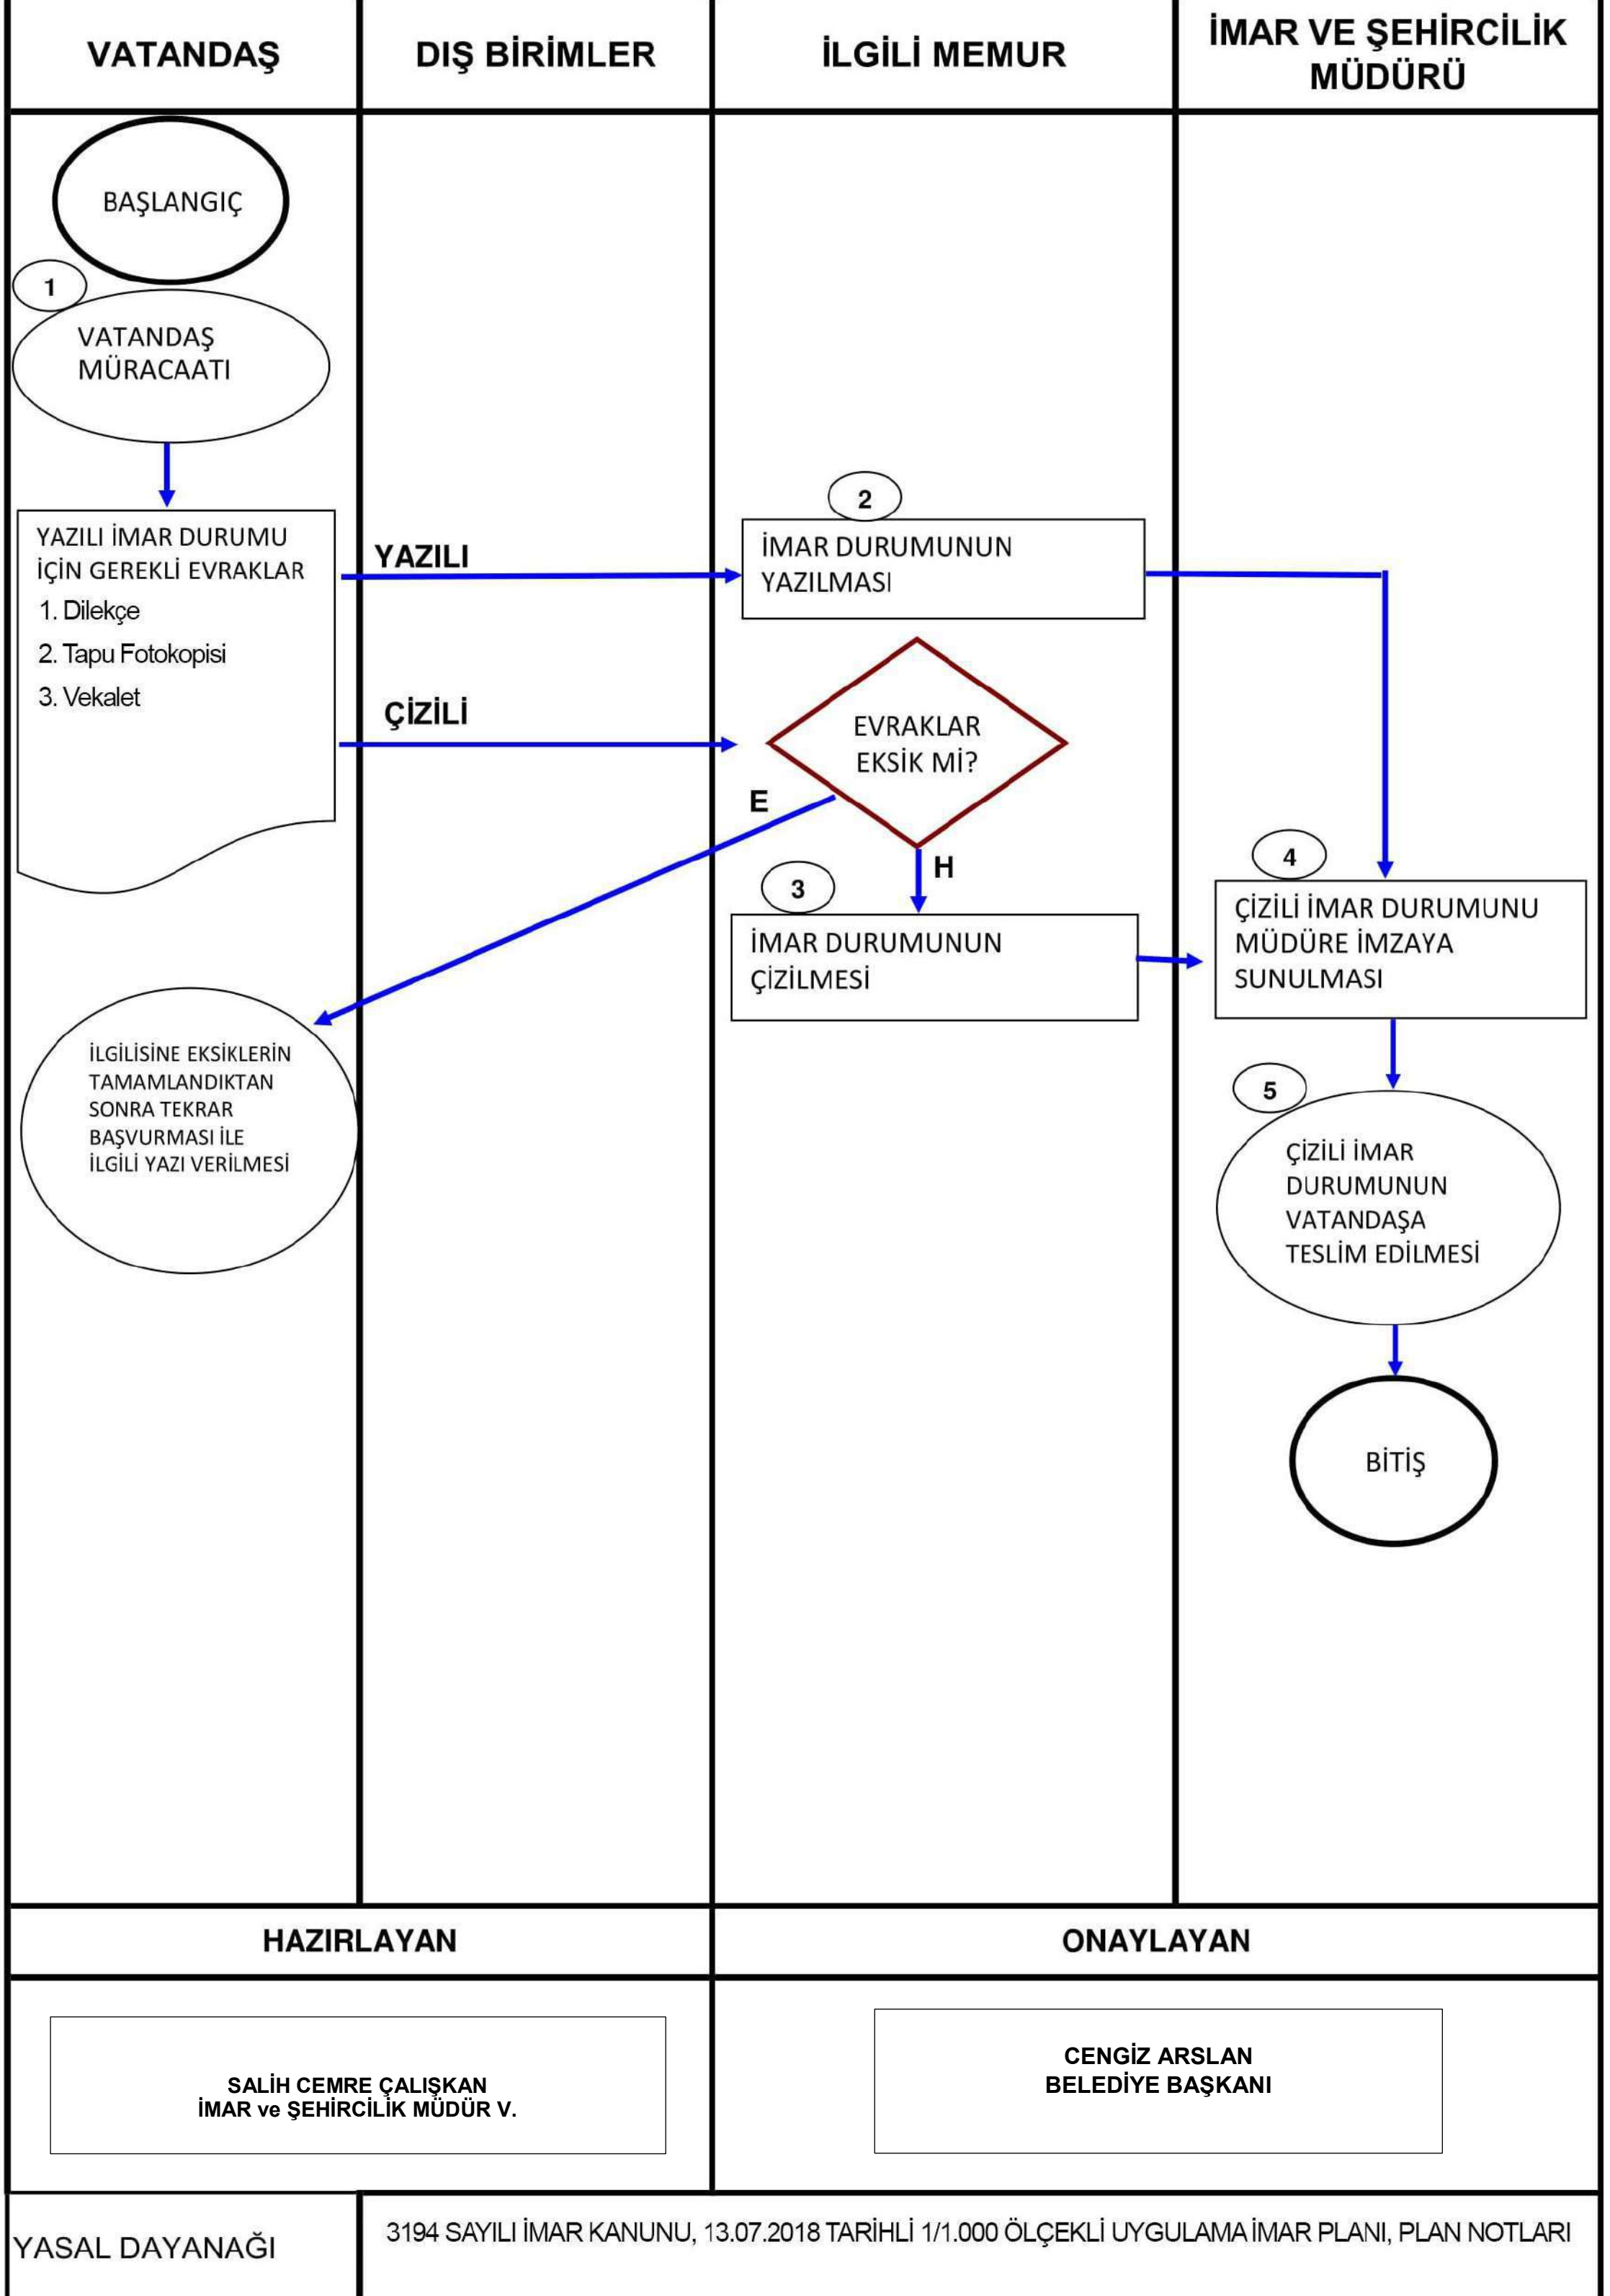 VATANDAŞ
DIŞ BİRİMLER
İLGİLİ MEMUR
İMAR VE ŞEHİRCİLİK
MÜDÜRÜ
BAŞLANGIÇ
1
VATANDAŞ
MÜRACAATI
YAZILI İMAR DURUMU
İÇİN GEREKLİ EVRAKLAR
1. Dilekçe
2. Tapu Fotokopisi
3. Vekalet
YAZILI
ÇİZİLİ
2
İMAR DURUMUNUN
YAZILMASI
EVRAKLAR
EKSİK Mİ?
E
H
3
İMAR DURUMUNUN
ÇİZİLMESİ
4
ÇİZİLİ İMAR DURUMUNU
MÜDÜRE İMZAYA
SUNULMASI
İLGİLİSİNE EKSİKLERİN
TAMAMLANDIKTAN
SONRA TEKRAR
BAŞVURMASI İLE
İLGİLİ YAZI VERİLMESİ
5
ÇİZİLİ İMAR
DURUMUNUN
VATANDAŞA
TESLİM EDİLMESİ
BİTİŞ
HAZIRLAYAN
ONAYLAYAN
SALİH CEMRE ÇALIŞKAN
İMAR ve ŞEHİRCİLİK MÜDÜR V.
CENGİZ ARSLAN
BELEDİYE BAŞKANI
YASAL DAYANAĞI
3194 SAYILI İMAR KANUNU, 13.07.2018 TARİHLİ 1/1.000 ÖLÇEKLİ UYGULAMA İMAR PLANI, PLAN NOTLARI